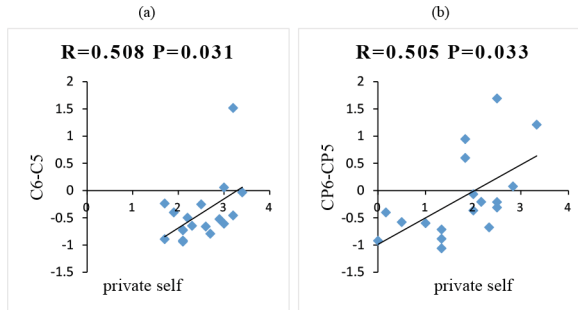 (a)
R=0.508 P=0.031
2
1.5
1
0.5
0
-0.5
-1
-1.5
0 1 2 3 4
C6-C5
private self
(b)
R=0.505 P=0.033
2
1.5
1
0.5
0
-0.5
-1
-1.5
0 1 2 3 4
CP6-CP5
private self